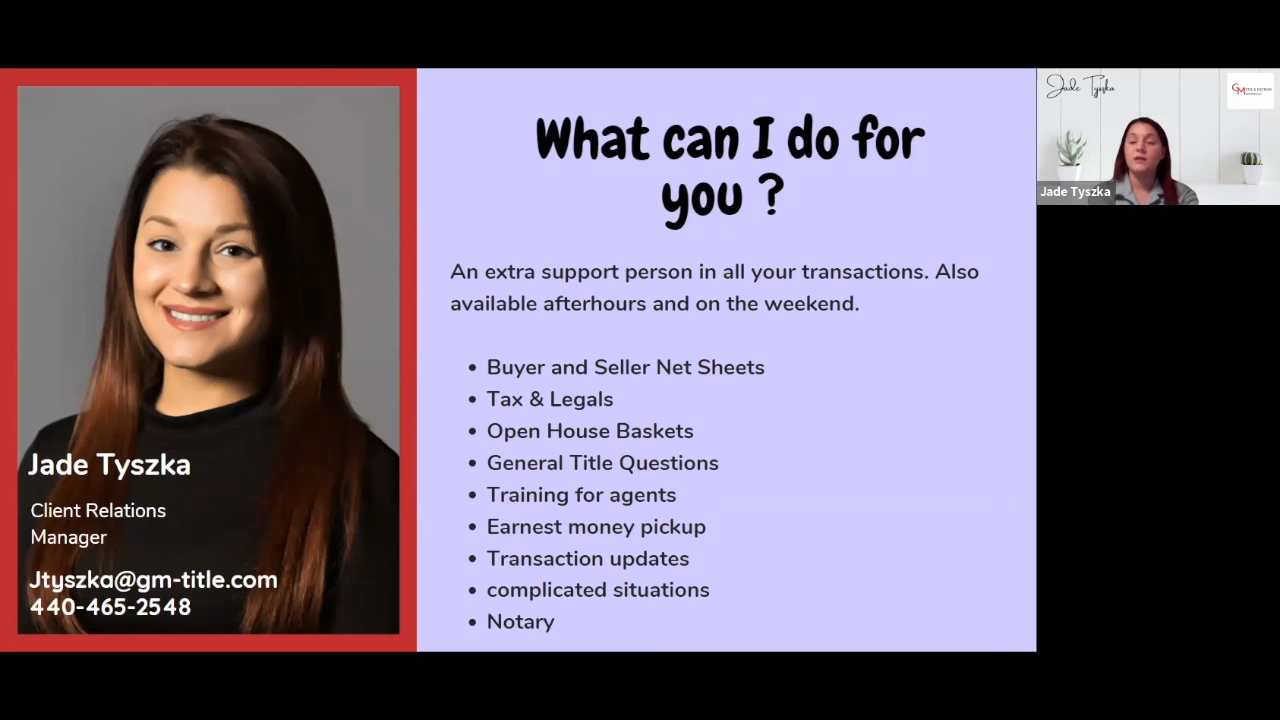 What can I do for
you ?
An extra support person in all your transactions. Also
available afterhours and on the weekend.
• Buyer and Seller Net Sheets
• Tax & Legals
• Open House Baskets
• General Title Questions
• Training for agents
• Earnest money pickup
• Transaction updates
• complicated situations
• Notary
Jade Tyszka
Client Relations
Manager
Jtyszka@gm-title.com
440-465-2548
Jade Tyszka
GM
Jade Tyszka